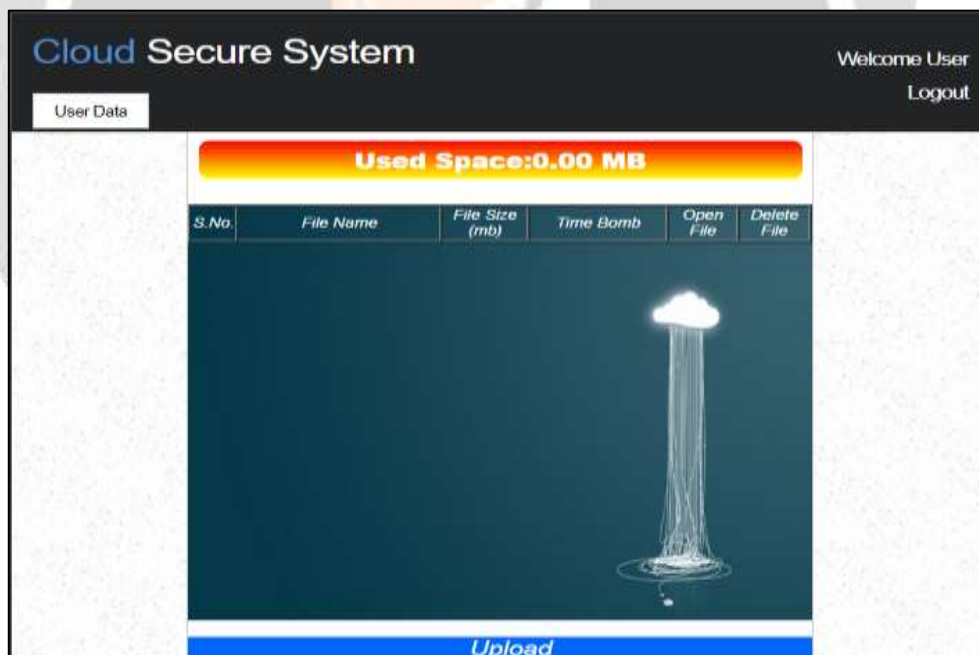 Cloud Secure System
Welcome User
Logout
User Data
Used Space:0.00 MB
S.No. File Name File Size (mb) Time Bomb Open File Delete File
Upload